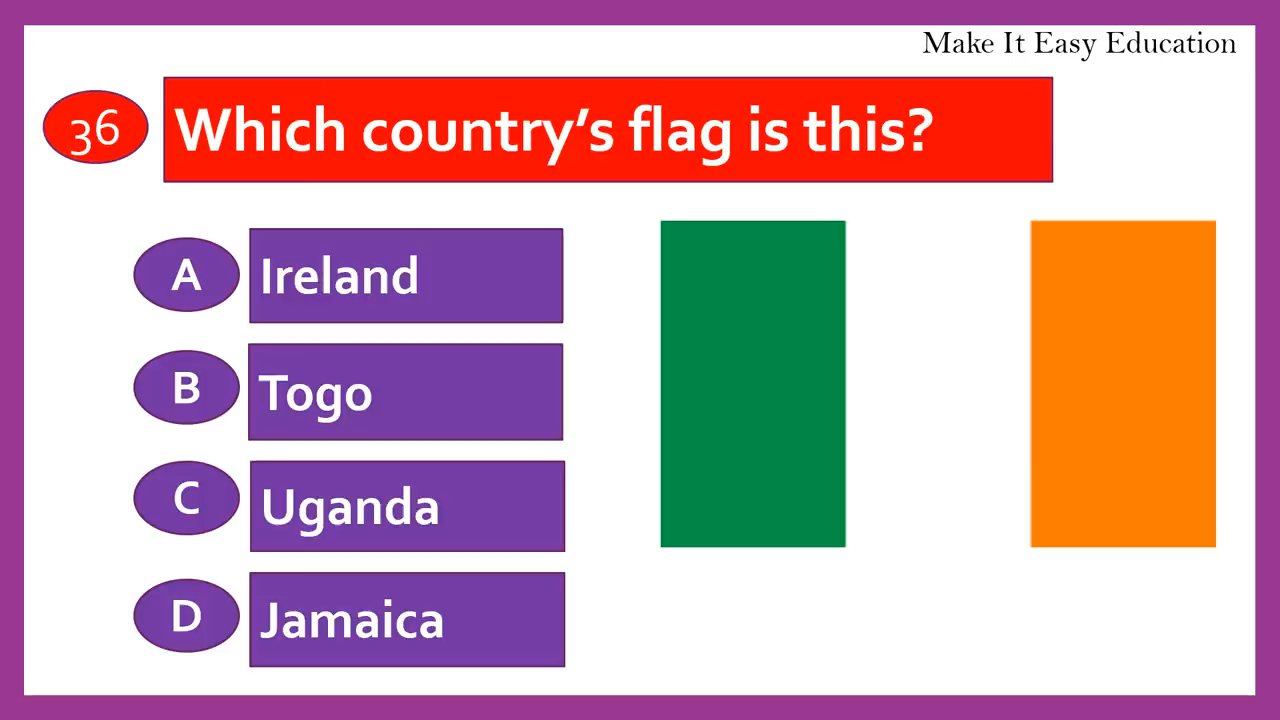 Make It Easy Education
36 Which country's flag is this?
A Ireland
B Togo
C Uganda
D Jamaica